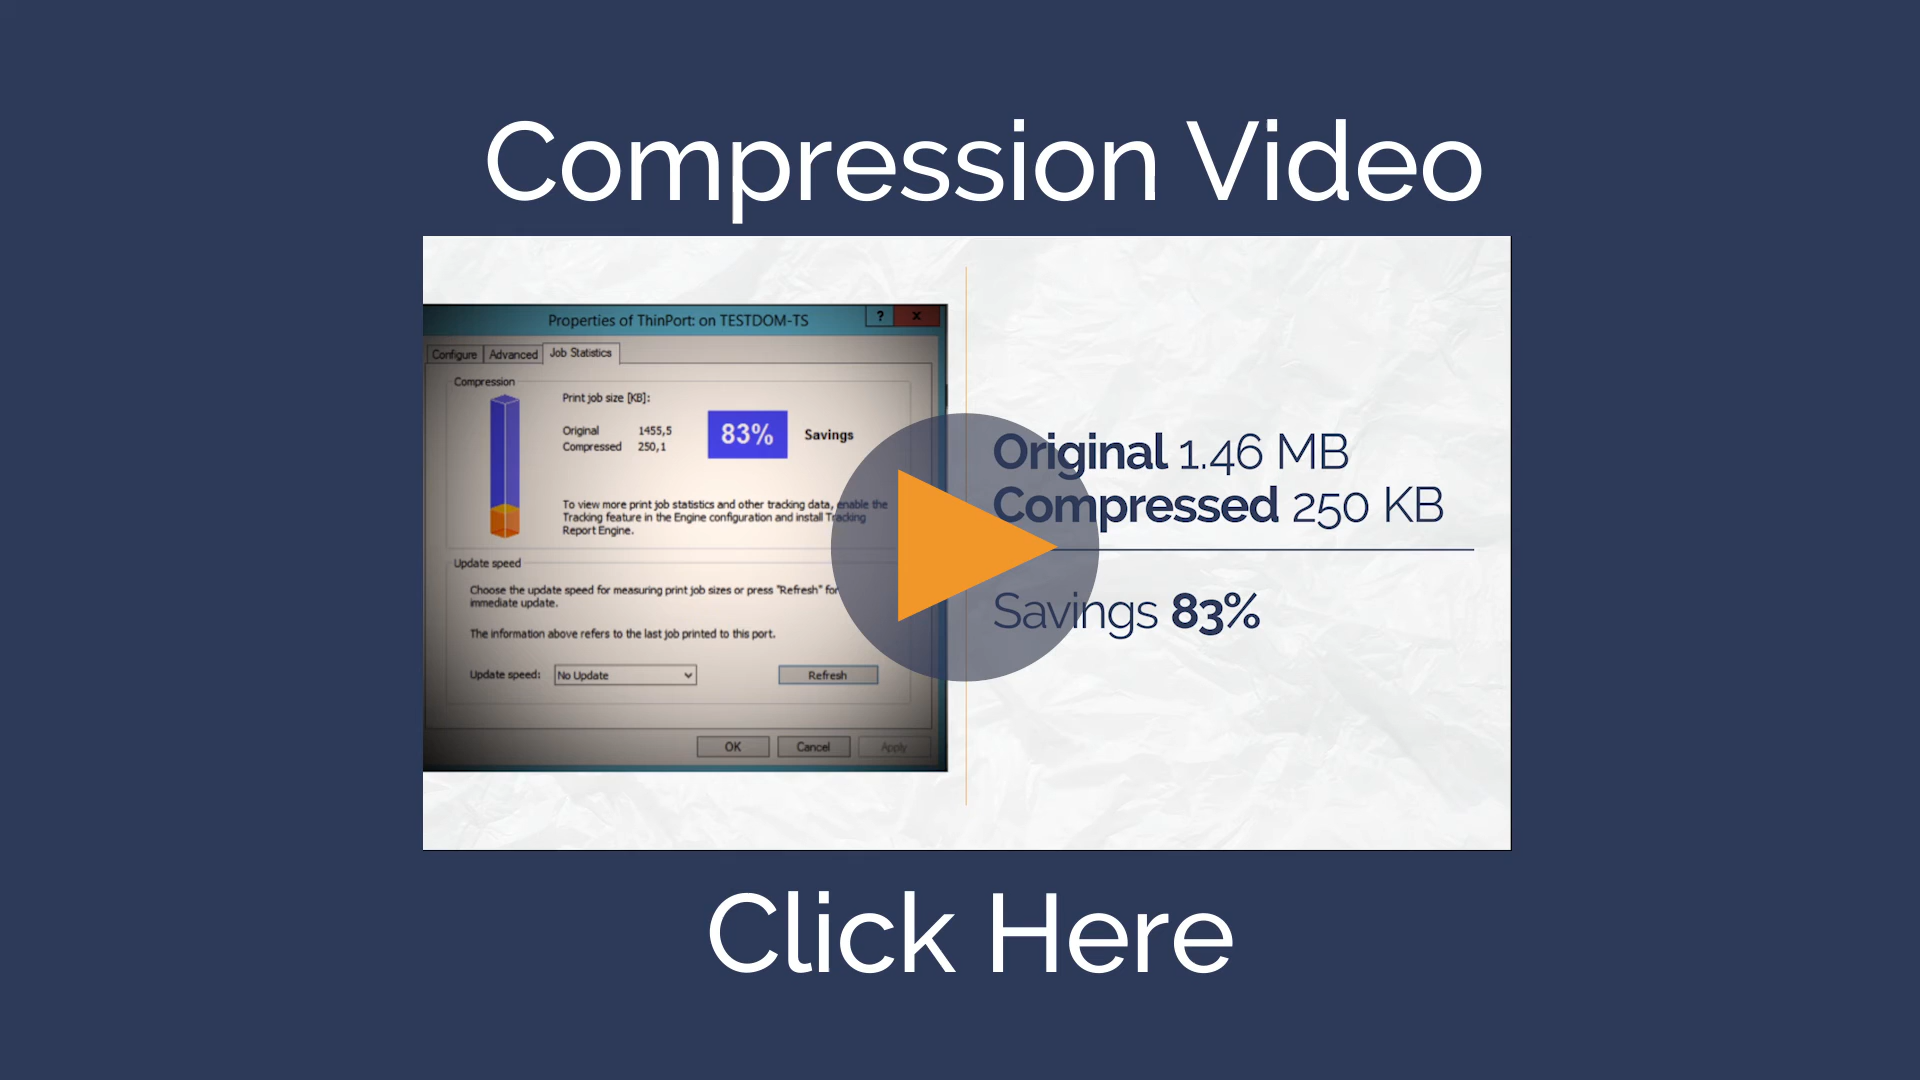 Compression Video
Properties of ThinPort: on TESTDOM-TS
? x
Configure Advanced Job Statistics
Compression
Print job size [KB]:
Original 1455,5
Compressed 250,1
83% Savings
To view more print job statistics and other tracking data, enable the
Tracking feature in the Engine configuration and install Tracking
Report Engine.
Update speed
Choose the update speed for measuring print job sizes or press "Refresh" for
immediate update.
The information above refers to the last job printed to this port.
Update speed: No Update Refresh
OK Cancel Apply
Original 1.46 MB
Compressed 250 KB
Savings 83%
Click Here